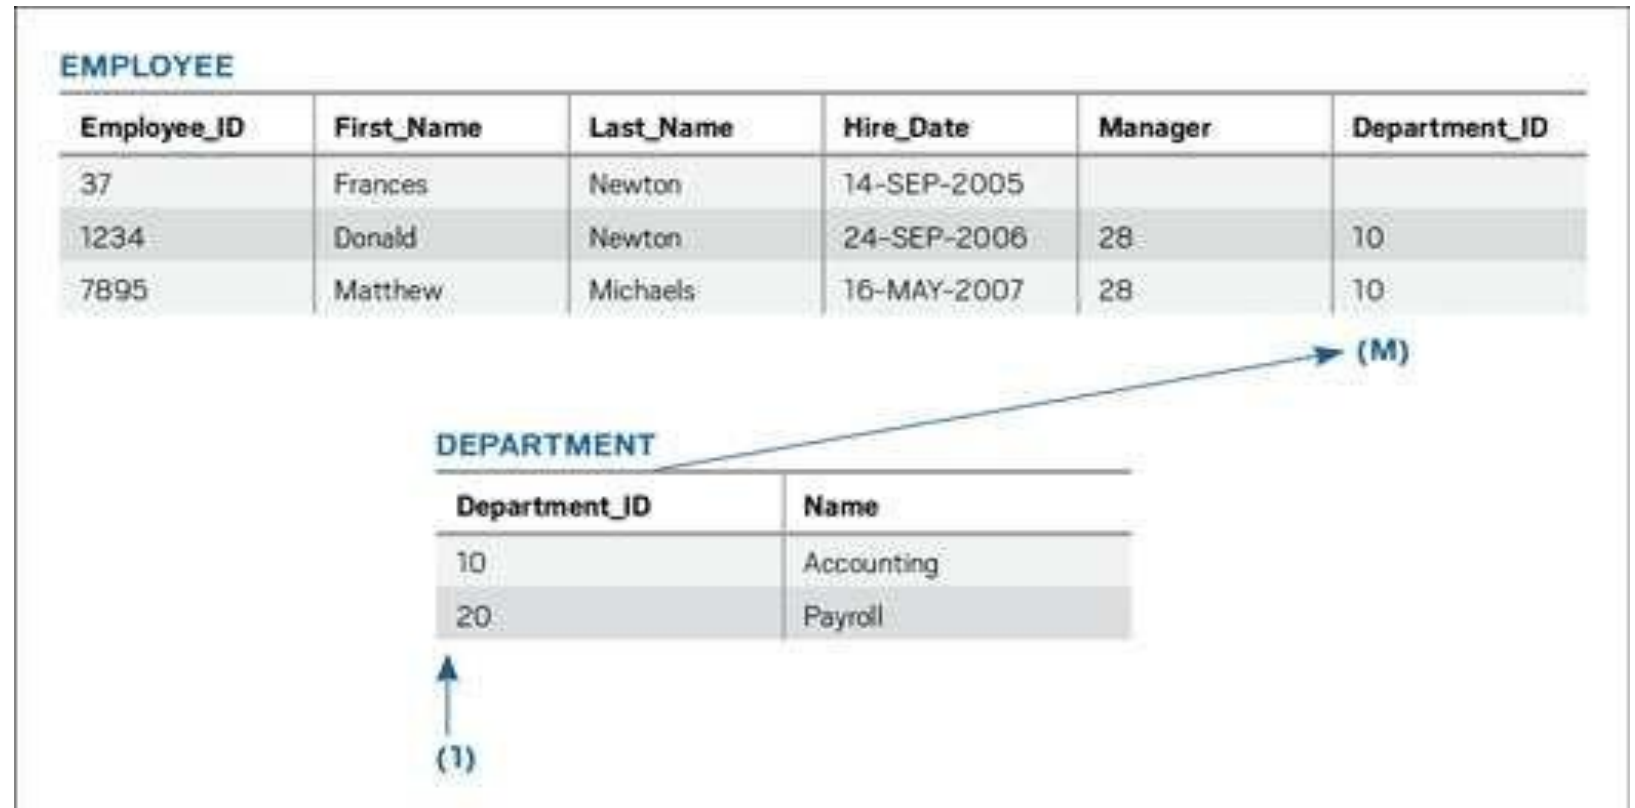 EMPLOYEE
Employee_ID First_Name Last_Name Hire_Date Manager Department_ID
37 Frances Newton 14-SEP-2005
1234 Donald Newton 24-SEP-2006 28 10
7895 Matthew Michaels 16-MAY-2007 28 10
(M)
DEPARTMENT
Department_ID Name
10 Accounting
20 Payroll
(1)